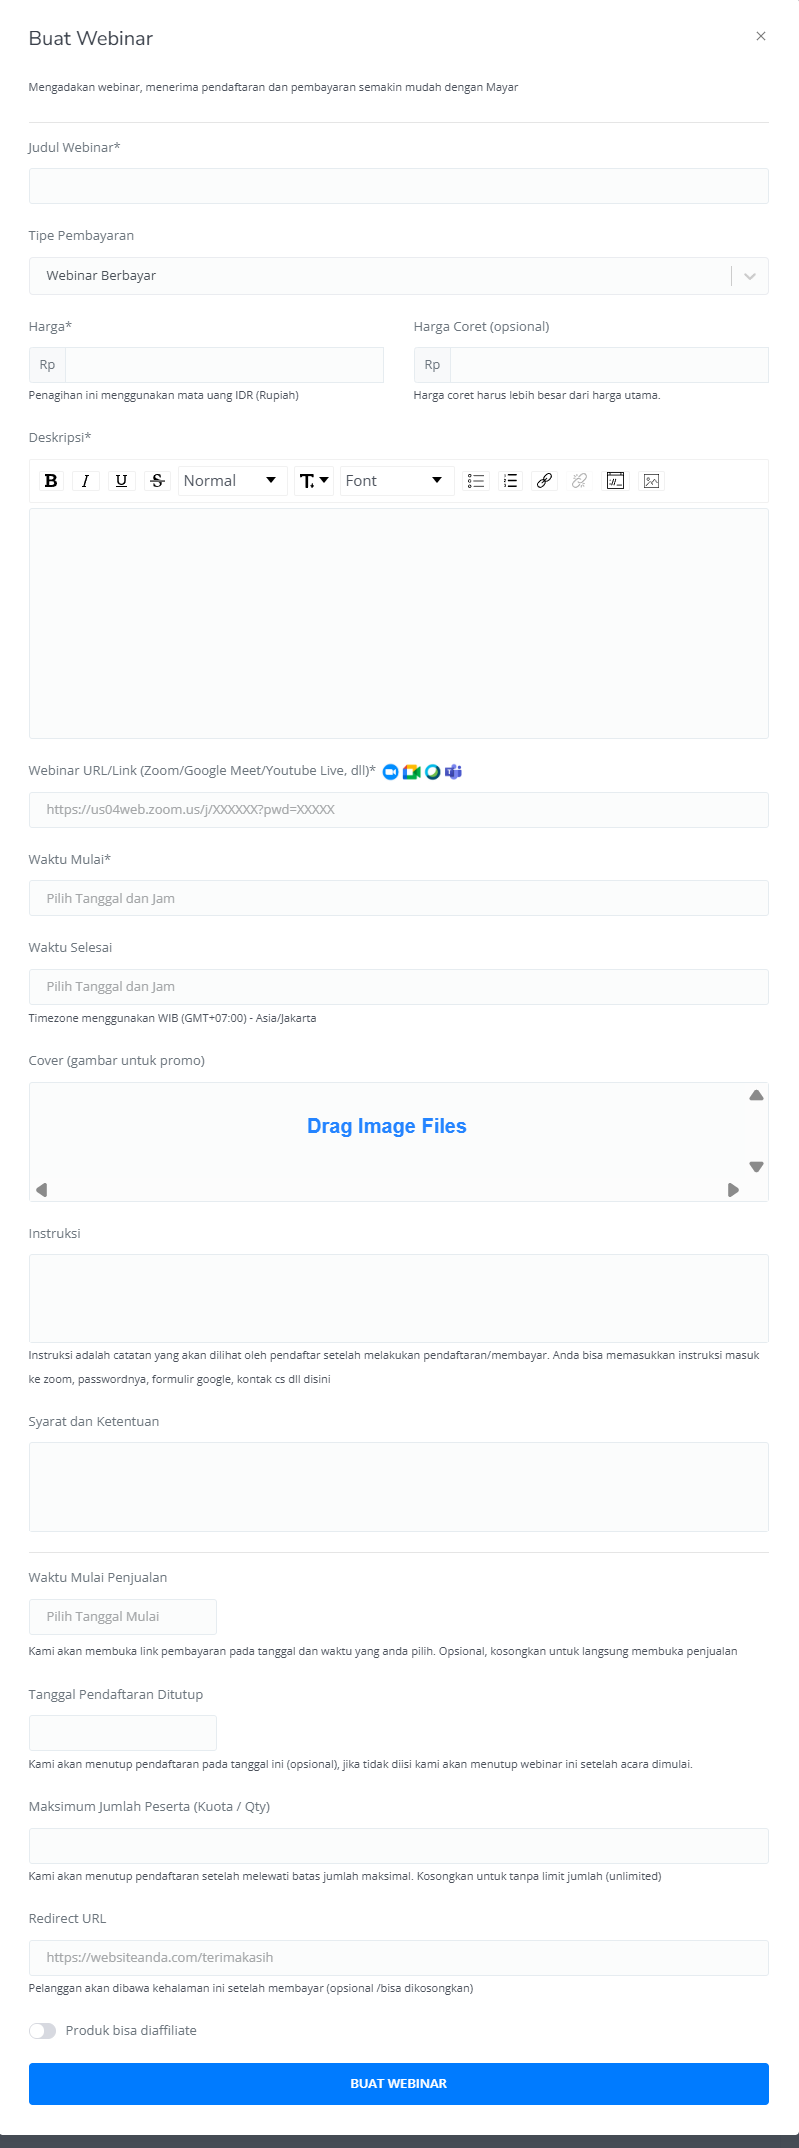 Buat Webinar
×
Mengadakan webinar, menerima pendaftaran dan pembayaran semakin mudah dengan Mayar
Judul Webinar*
Tipe Pembayaran
Webinar Berbayar
Harga*
Harga Coret (opsional)
Rp
Rp
Penagihan ini menggunakan mata uang IDR (Rupiah)
Harga coret harus lebih besar dari harga utama.
Deskripsi*
B I U S Normal T Font
Webinar URL/Link (Zoom/Google Meet/Youtube Live, dll)*
https://us04web.zoom.us/j/XXXXXX?pwd=XXXXX
Waktu Mulai*
Pilih Tanggal dan Jam
Waktu Selesai
Pilih Tanggal dan Jam
Timezone menggunakan WIB (GMT+07:00) - Asia/Jakarta
Cover (gambar untuk promo)
Drag Image Files
Instruksi
Instruksi adalah catatan yang akan dilihat oleh pendaftar setelah melakukan pendaftaran/membayar. Anda bisa memasukkan instruksi masuk
ke zoom, passwordnya, formulir google, kontak cs dll disini
Syarat dan Ketentuan
Waktu Mulai Penjualan
Pilih Tanggal Mulai
Kami akan membuka link pembayaran pada tanggal dan waktu yang anda pilih. Opsional, kosongkan untuk langsung membuka penjualan
Tanggal Pendaftaran Ditutup
Kami akan menutup pendaftaran pada tanggal ini (opsional), jika tidak diisi kami akan menutup webinar ini setelah acara dimulai.
Maksimum Jumlah Peserta (Kuota / Qty)
Kami akan menutup pendaftaran setelah melewati batas jumlah maksimal. Kosongkan untuk tanpa limit jumlah (unlimited)
Redirect URL
https://websiteanda.com/terimakasih
Pelanggan akan dibawa kehalaman ini setelah membayar (opsional /bisa dikosongkan)
Produk bisa diaffiliate
BUAT WEBINAR